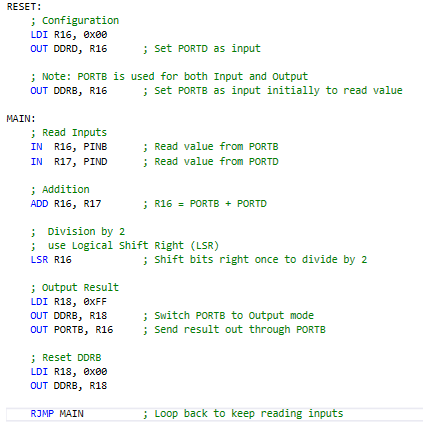 RESET:
; Configuration
LDI R16, 0x00
OUT DDRD, R16 ; Set PORTD as input
; Note: PORTB is used for both Input and Output
OUT DDRB, R16 ; Set PORTB as input initially to read value
MAIN:
; Read Inputs
IN R16, PINB ; Read value from PORTB
IN R17, PIND ; Read value from PORTD
; Addition
ADD R16, R17 ; R16 = PORTB + PORTD
; Division by 2
; use Logical Shift Right (LSR)
LSR R16 ; Shift bits right once to divide by 2
; Output Result
LDI R18, 0xFF
OUT DDRB, R18 ; Switch PORTB to Output mode
OUT PORTB, R16 ; Send result out through PORTB
; Reset DDRB
LDI R18, 0x00
OUT DDRB, R18
RJMP MAIN ; Loop back to keep reading inputs